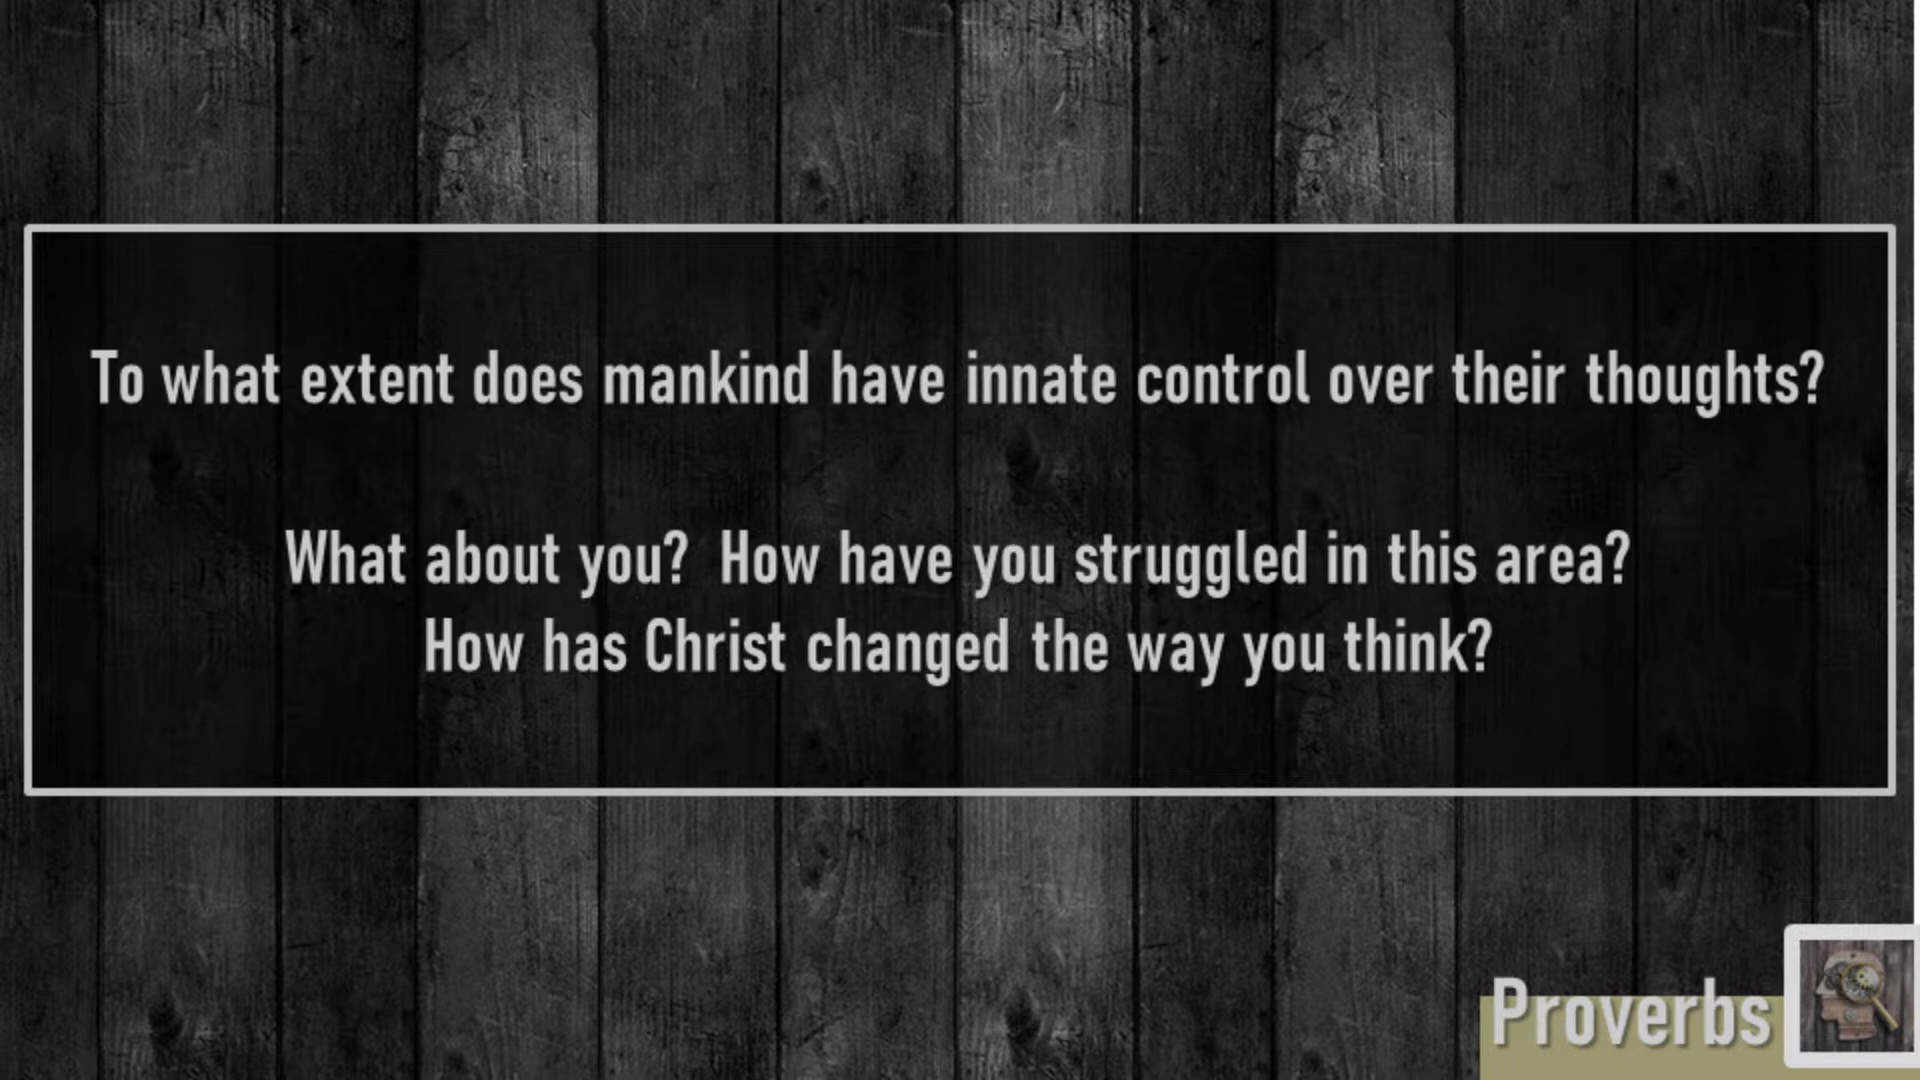 To what extent does mankind have innate control over their thoughts?
What about you?  How have you struggled in this area?
How has Christ changed the way you think?
Proverbs